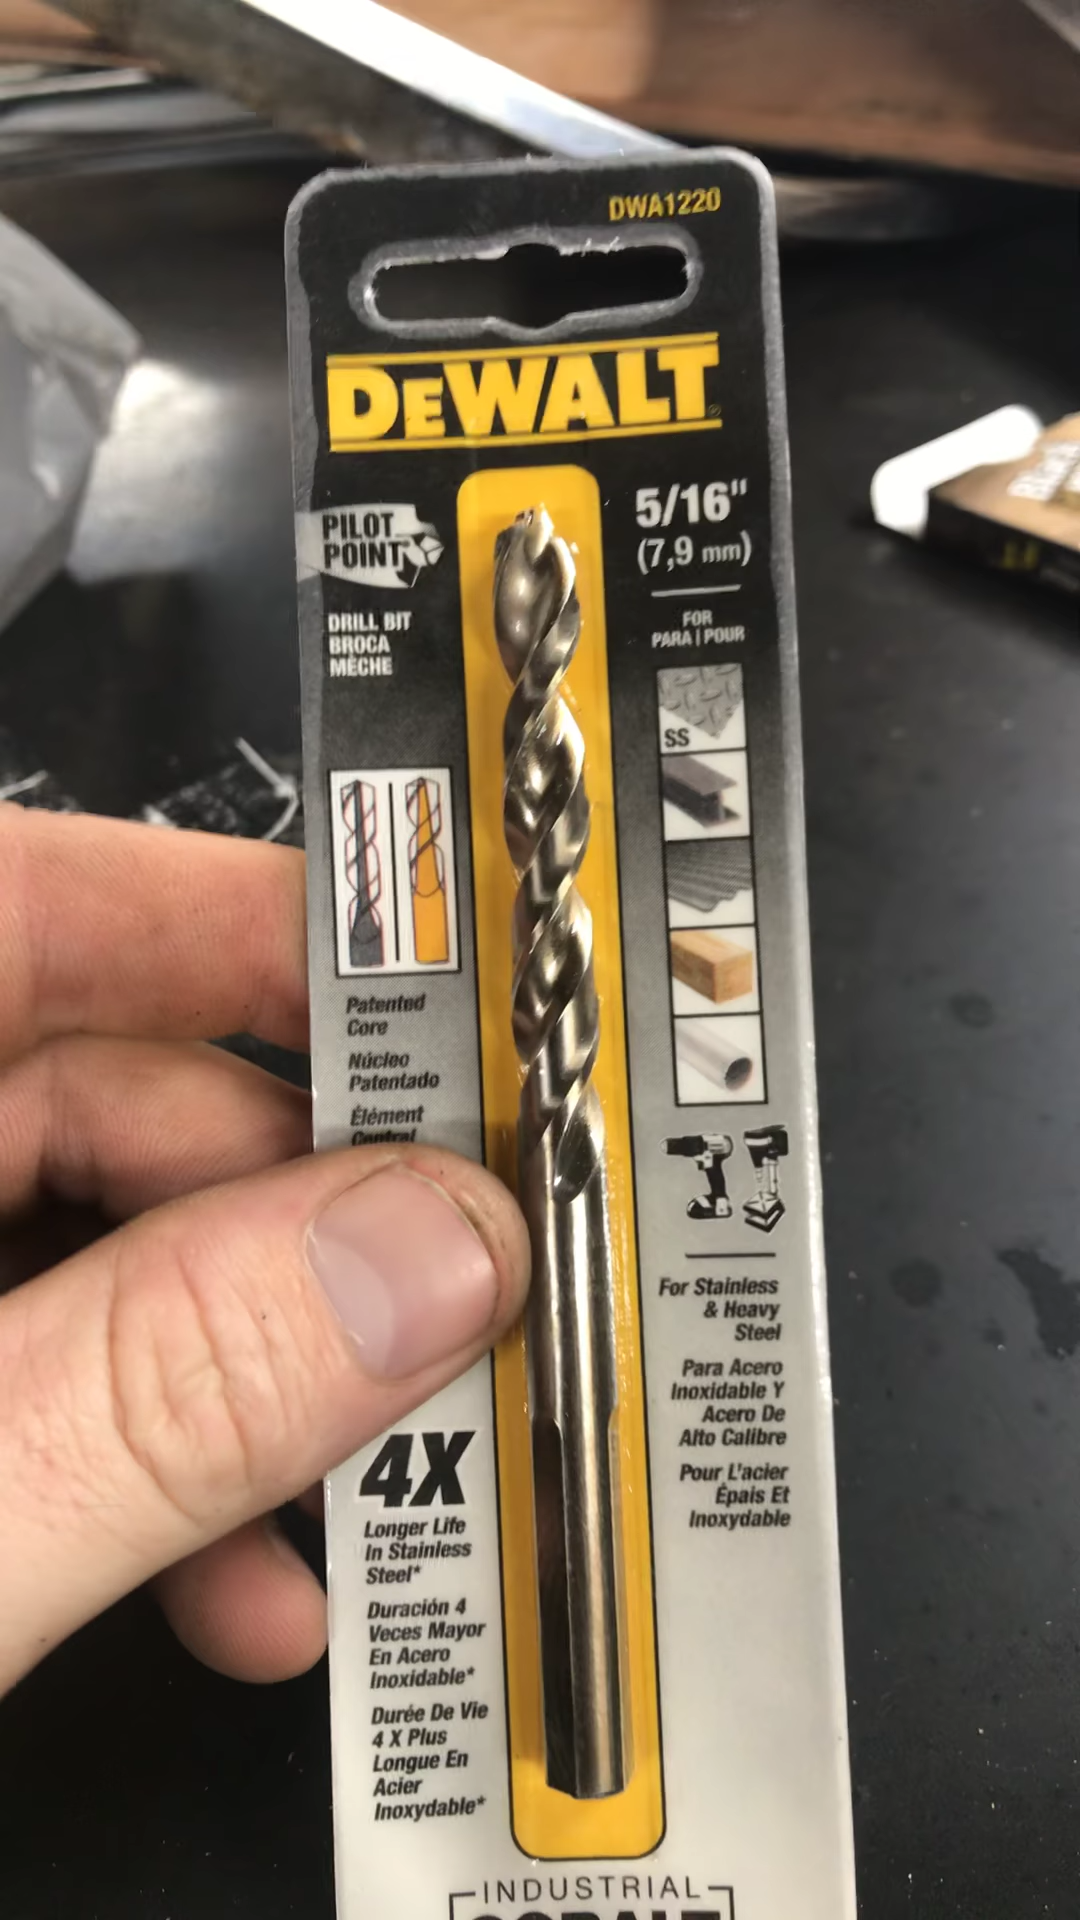 DWA1220
DEWALT
PILOT
POINT
5/16"
(7,9 mm)
DRILL BIT
BROCA
MÈCHE
FOR
PARA | POUR
SS
Patented
Core
Núcleo
Patentado
Élément
Central
For Stainless
& Heavy
Steel
Para Acero
Inoxidable Y
Acero De
Alto Calibre
Pour L'acier
Épais Et
Inoxydable
4X
Longer Life
In Stainless
Steel*
Duración 4
Veces Mayor
En Acero
Inoxidable*
Durée De Vie
4 X Plus
Longue En
Acier
Inoxydable*
INDUSTRIAL
COBALT